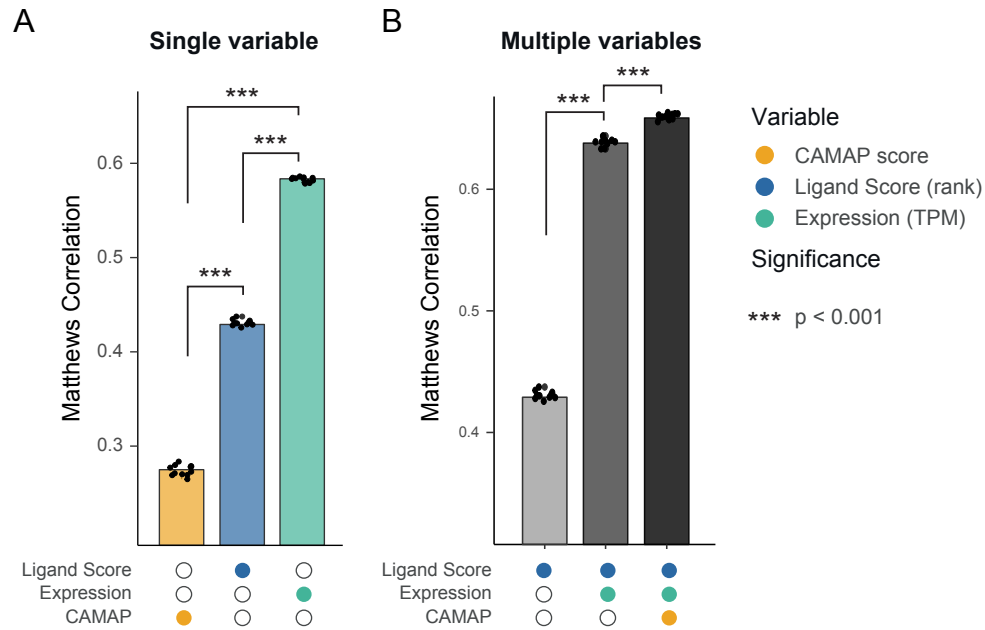 A
Single variable
Matthews Correlation
0.6
0.5
0.4
0.3
***
***
***
Ligand Score
Expression
CAMAP
B
Multiple variables
Matthews Correlation
0.6
0.5
0.4
***
***
Ligand Score
Expression
CAMAP
Variable
CAMAP score
Ligand Score (rank)
Expression (TPM)
Significance
*** p < 0.001